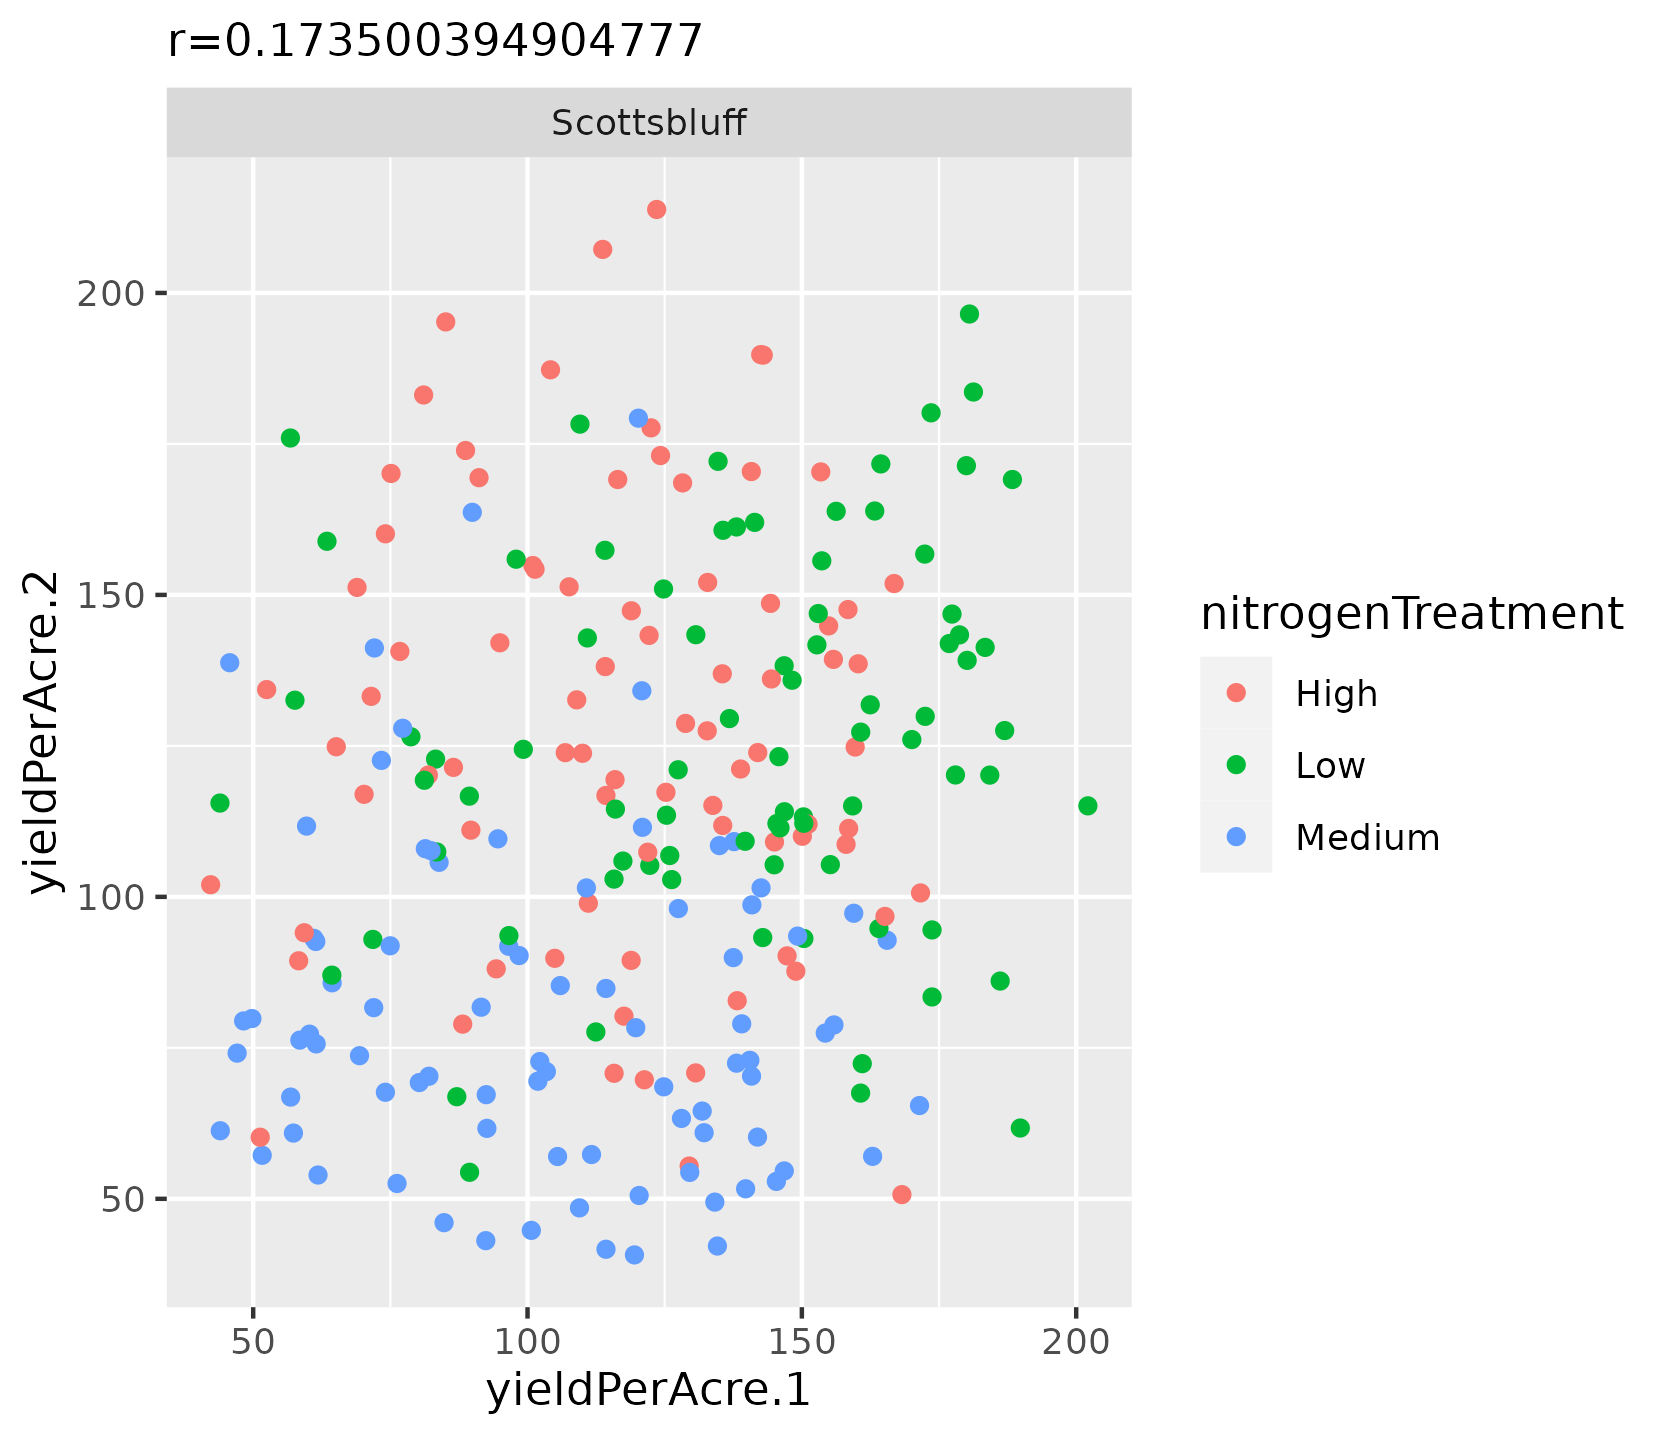 r=0.173500394904777
Scottsbluff
yieldPerAcre.2
200
150
100
50
50 100 150 200
yieldPerAcre.1
nitrogenTreatment
High
Low
Medium